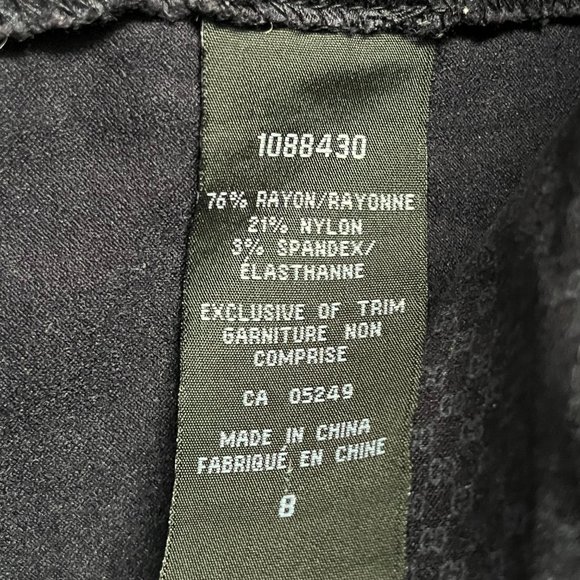 1088430
76% RAYON/RAYONNE
21% NYLON
3% SPANDEX/
ÉLASTHANNE
EXCLUSIVE OF TRIM
GARNITURE NON
COMPRISE
CA 05249
MADE IN CHINA
FABRIQUÉ EN CHINE
8